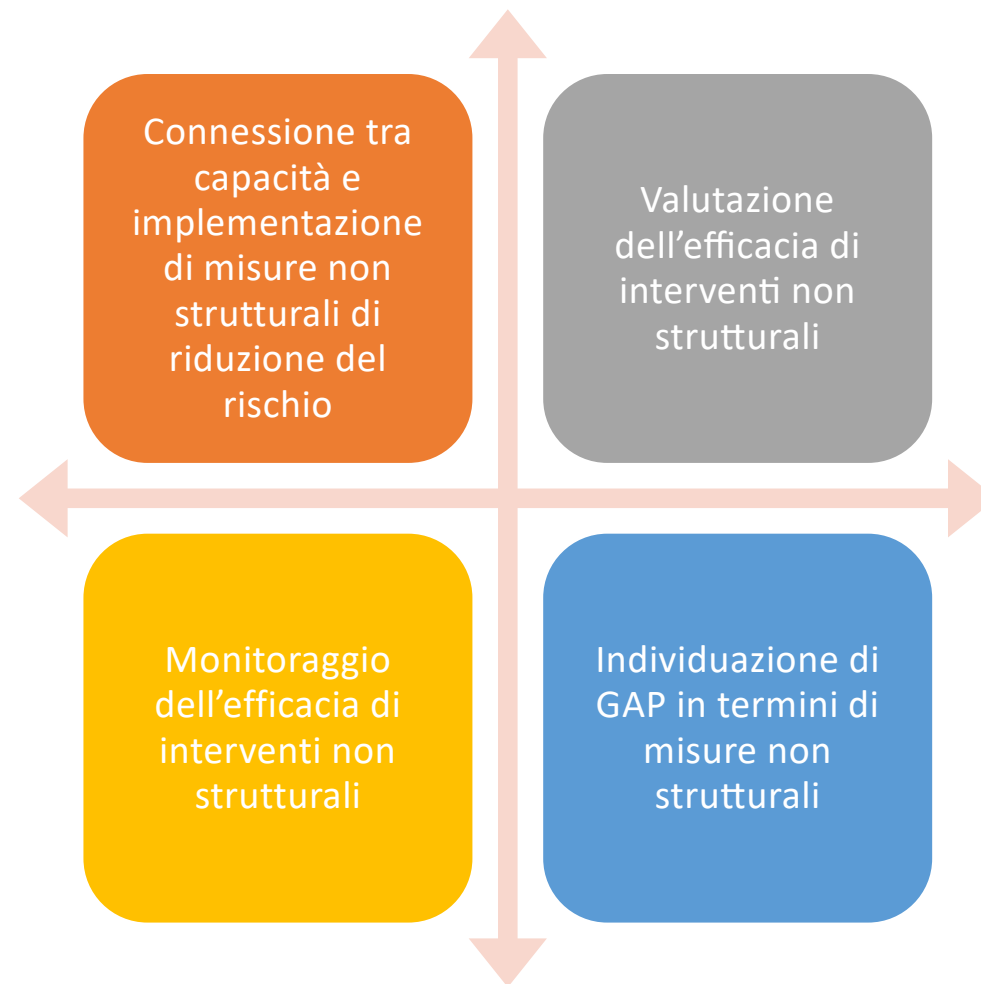 Connessione tra
capacità e
implementazione
di misure non
strutturali di
riduzione del
rischio
Valutazione
dell’efficacia di
interventi non
strutturali
Monitoraggio
dell’efficacia di
interventi non
strutturali
Individuazione di
GAP in termini di
misure non
strutturali